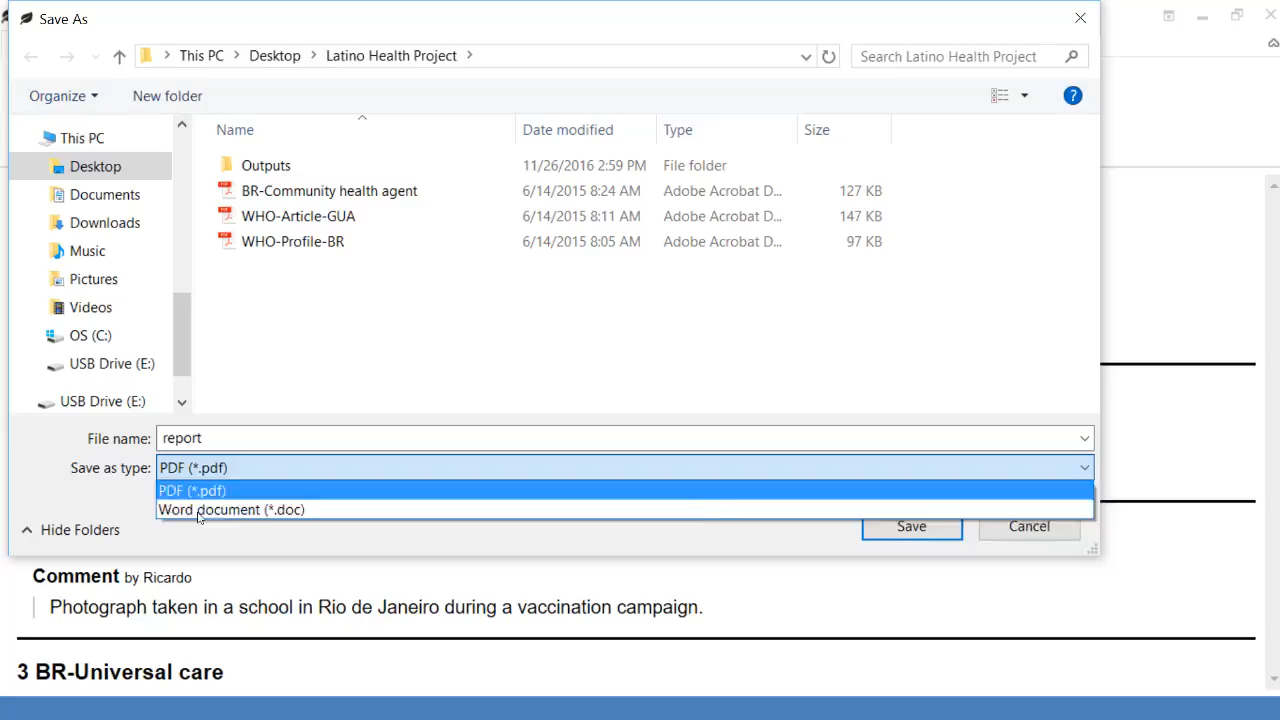 Save As
This PC Desktop Latino Health Project
Search Latino Health Project
Organize New folder
?
Name Date modified Type Size
This PC
Desktop
Documents
Downloads
Music
Pictures
Videos
OS (C:)
USB Drive (E:)
USB Drive (E:)
Outputs 11/26/2016 2:59 PM File folder
BR-Community health agent 6/14/2015 8:24 AM Adobe Acrobat D... 127 KB
WHO-Article-GUA 6/14/2015 8:11 AM Adobe Acrobat D... 147 KB
WHO-Profile-BR 6/14/2015 8:05 AM Adobe Acrobat D... 97 KB
File name: report
Save as type: PDF (*.pdf)
PDF (*.pdf)
Word document (*.doc)
Hide Folders
Save Cancel
Comment by Ricardo
Photograph taken in a school in Rio de Janeiro during a vaccination campaign.
3 BR-Universal care